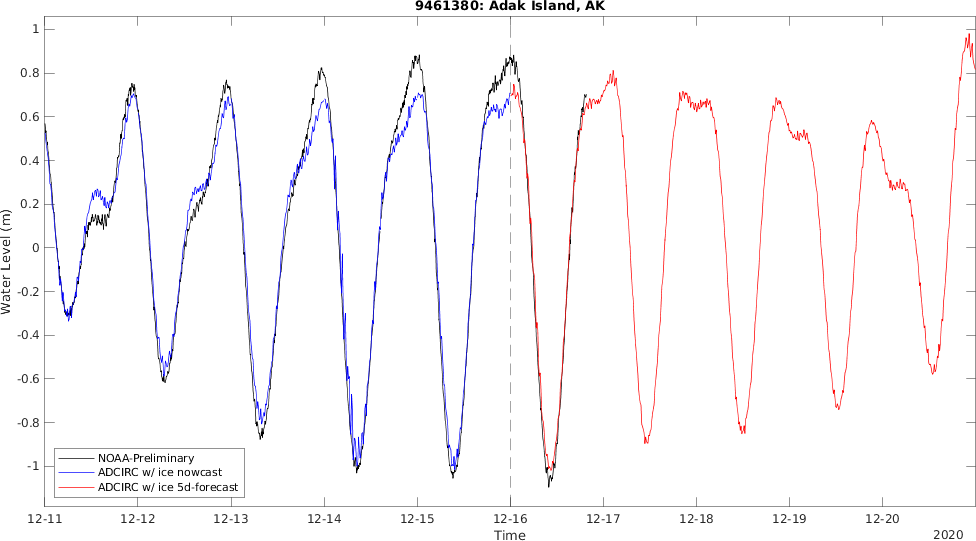 9461380: Adak Island, AK
1
0.8
0.6
0.4
0.2
0
-0.2
-0.4
-0.6
-0.8
-1
Water Level (m)
NOAA-Preliminary
ADCIRC w/ ice nowcast
ADCIRC w/ ice 5d-forecast
12-11 12-12 12-13 12-14 12-15 12-16 12-17 12-18 12-19 12-20
Time
2020